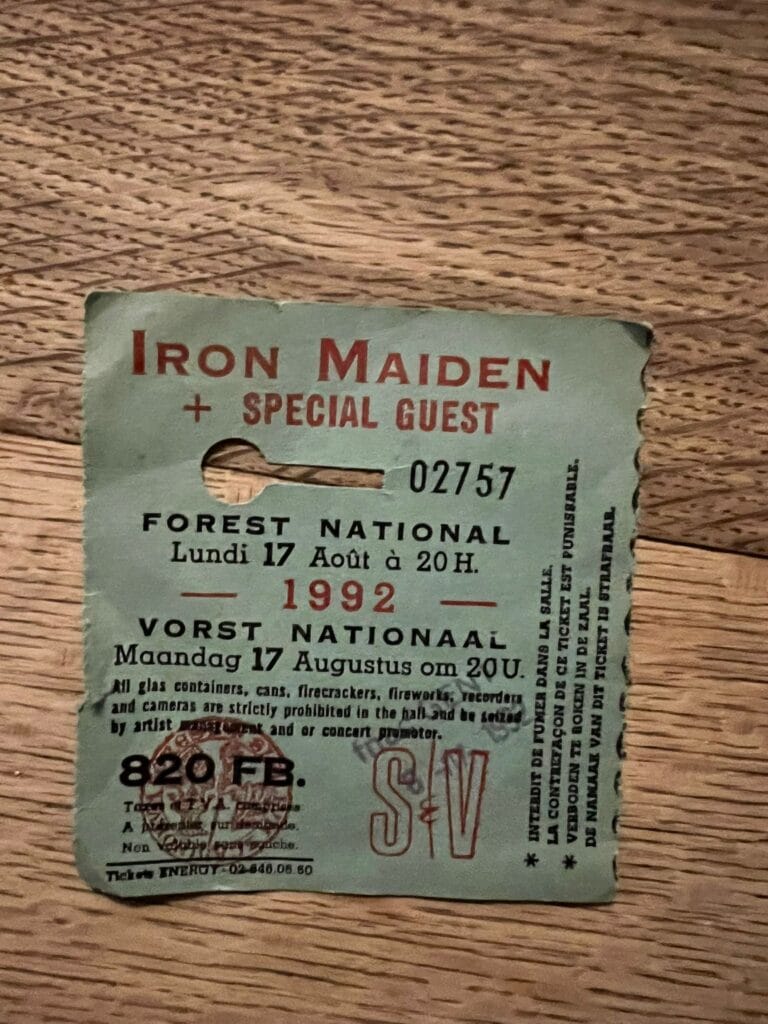 IRON MAIDEN
+ SPECIAL GUEST
02757
FOREST NATIONAL
Lundi 17 Août à 20H.
— 1992 —
VORST NATIONAAL
Maandag 17 Augustus om 20U.
All glas containers, cans, firecrackers, fireworks, recorders
and cameras are strictly prohibited in the hall and be seized
by artist management and or concert promotor.
820 FB.
Taxes et T.V.A. comprises
A présenter sur demande.
Non valable sans souche.
Tickets ENERGY - 02-646.06.60
S&V
* INTERDIT DE FUMER DANS LA SALLE.
LA CONTREFAÇON DE CE TICKET EST PUNISSABLE.
* VERBODEN TE ROKEN IN DE ZAAL
DE NAMAAK VAN DIT TICKET IS STRAFBAAR.